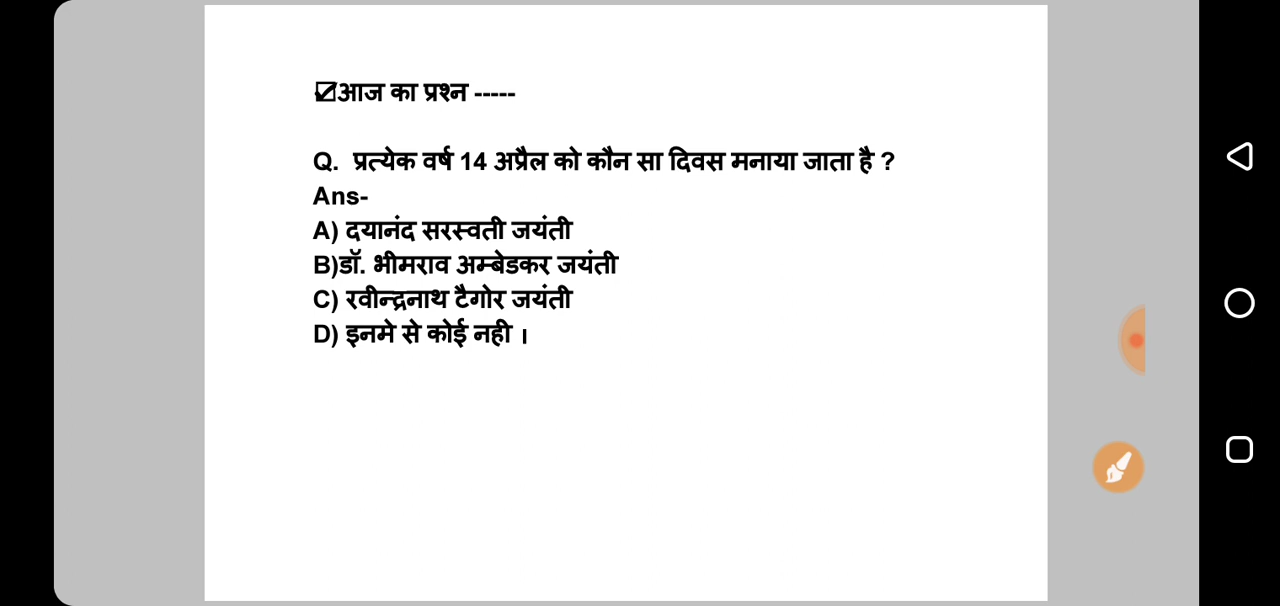 ☑आज का प्रश्न -----
Q. प्रत्येक वर्ष 14 अप्रैल को कौन सा दिवस मनाया जाता है ?
Ans-
A) दयानंद सरस्वती जयंती
B)डॉ. भीमराव अम्बेडकर जयंती
C) रवीन्द्रनाथ टैगोर जयंती
D) इनमे से कोई नही ।